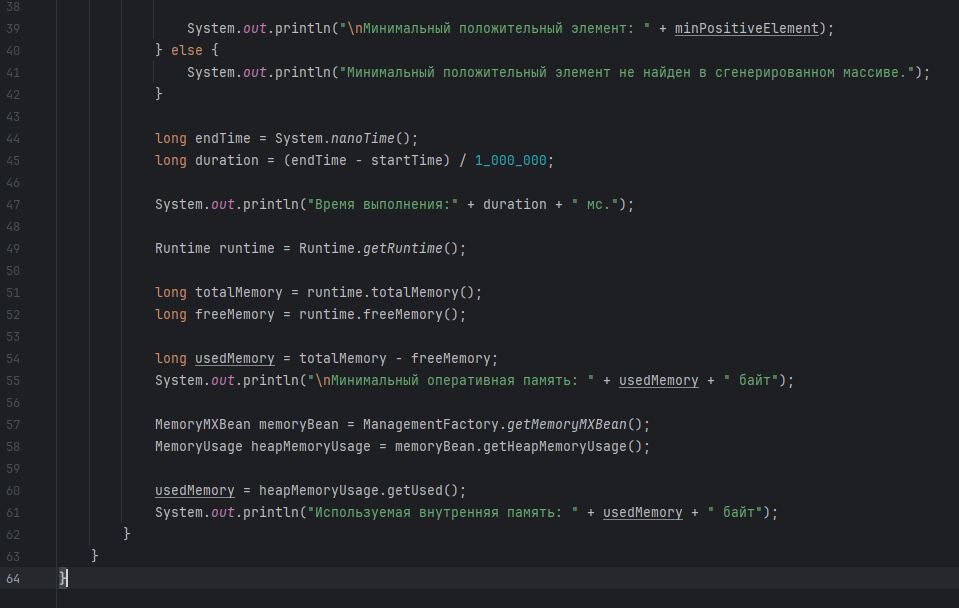 38
39 System.out.println("\nМинимальный положительный элемент: " + minPositiveElement);
40 } else {
41 System.out.println("Минимальный положительный элемент не найден в сгенерированном массиве.");
42 }
43
44 long endTime = System.nanoTime();
45 long duration = (endTime - startTime) / 1_000_000;
46
47 System.out.println("Время выполнения:" + duration + " мс.");
48
49 Runtime runtime = Runtime.getRuntime();
50
51 long totalMemory = runtime.totalMemory();
52 long freeMemory = runtime.freeMemory();
53
54 long usedMemory = totalMemory - freeMemory;
55 System.out.println("\nМинимальный оперативная память: " + usedMemory + " байт");
56
57 MemoryMXBean memoryBean = ManagementFactory.getMemoryMXBean();
58 MemoryUsage heapMemoryUsage = memoryBean.getHeapMemoryUsage();
59
60 usedMemory = heapMemoryUsage.getUsed();
61 System.out.println("Используемая внутренняя память: " + usedMemory + " байт");
62 }
63 }
64 }